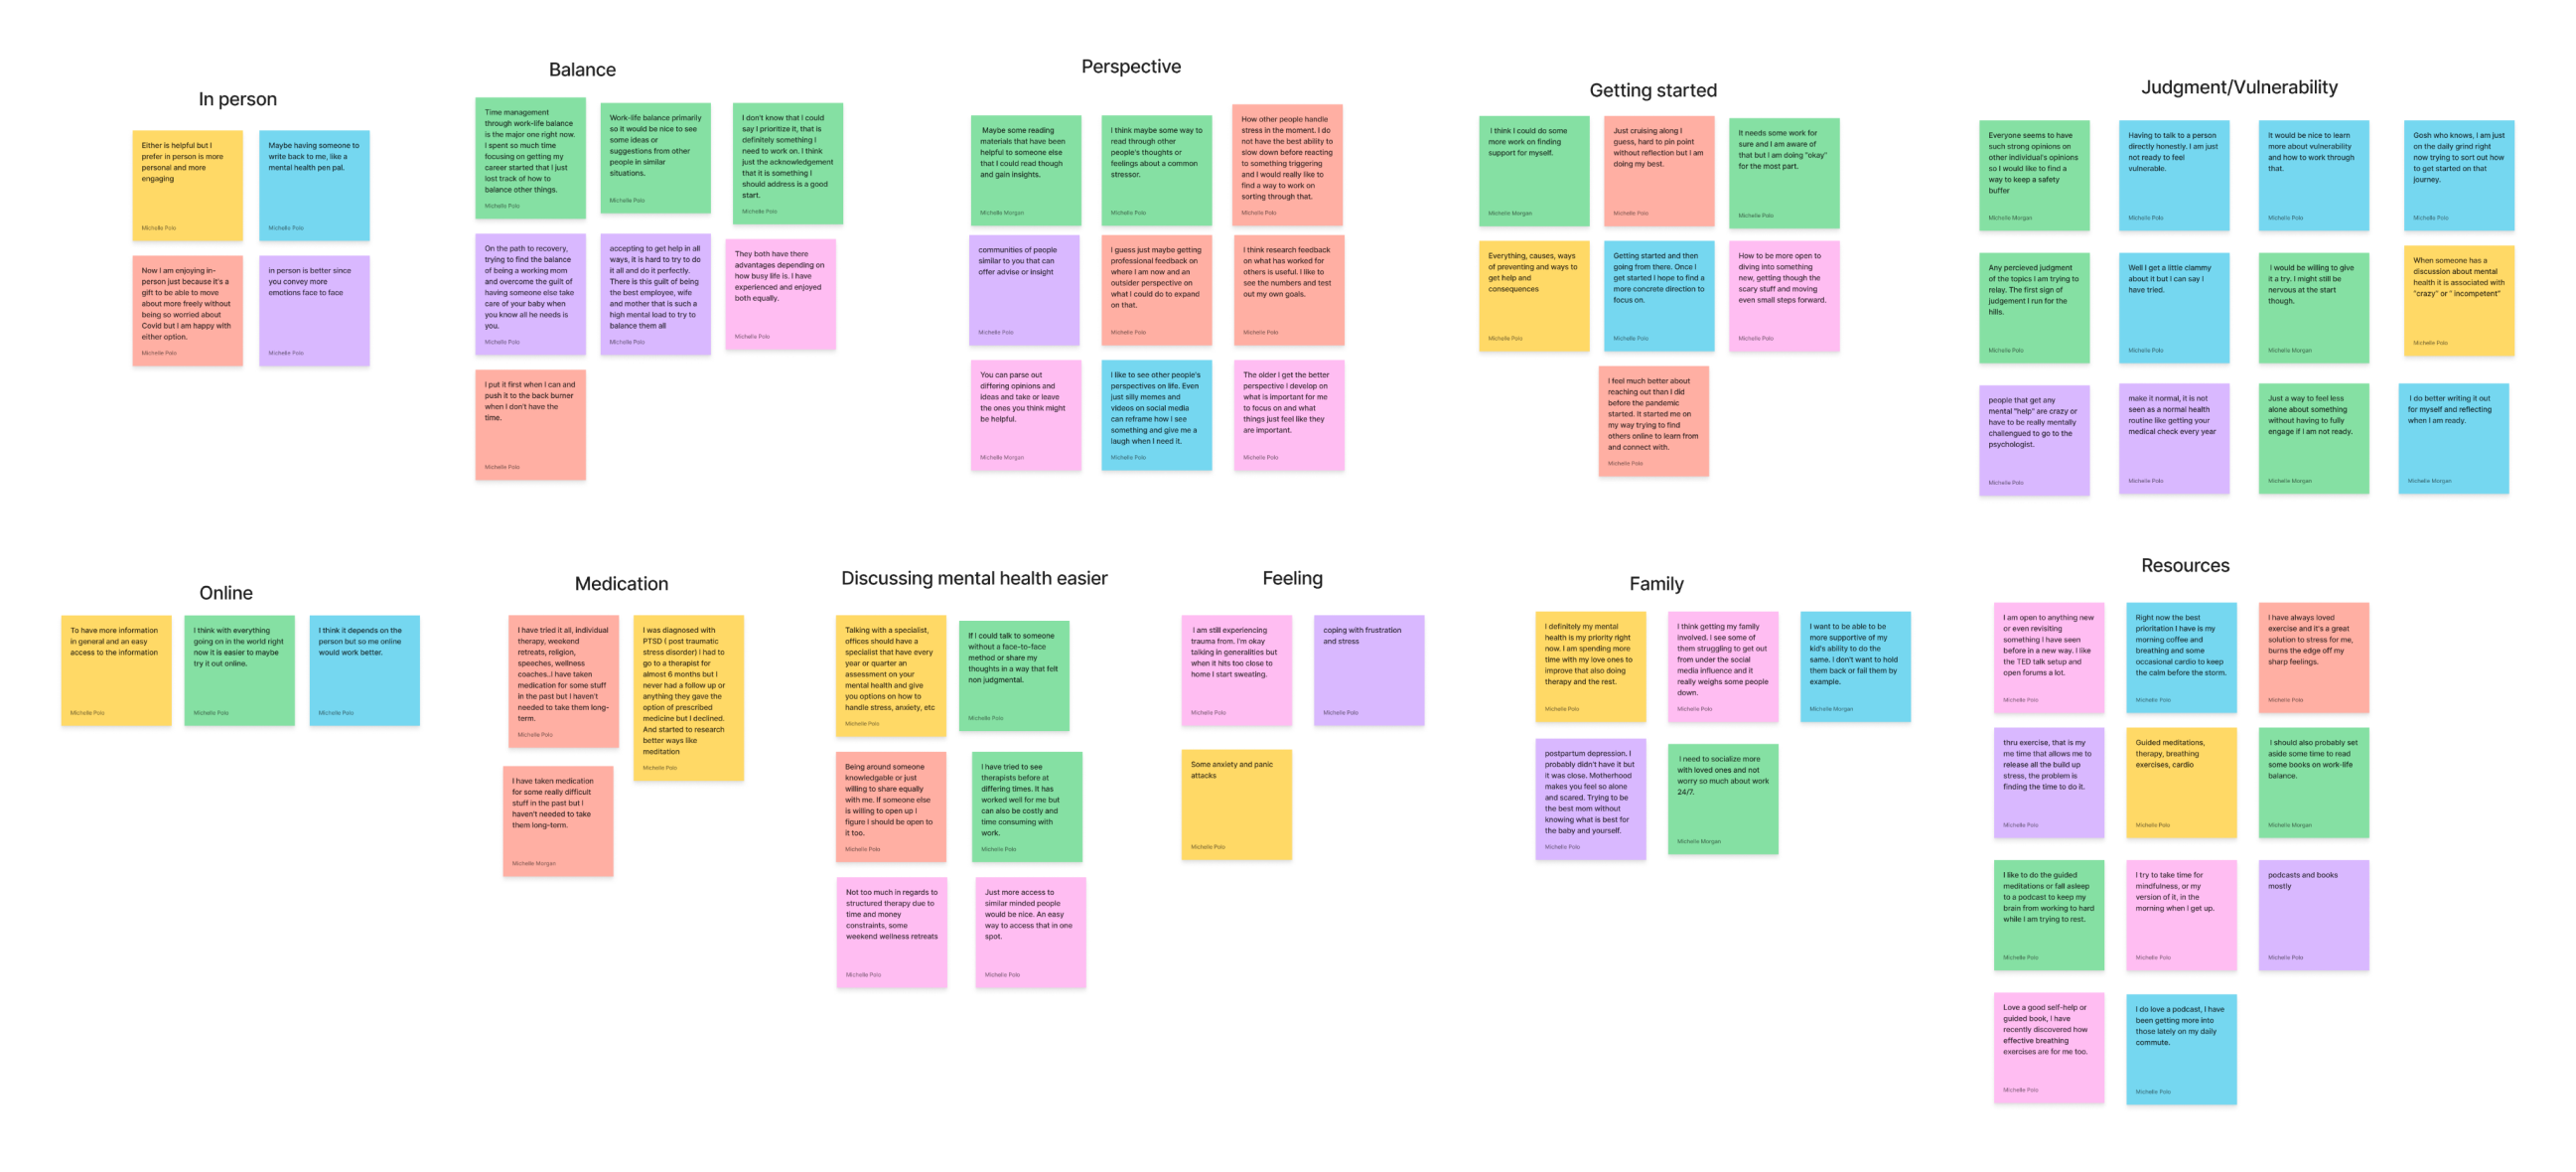 In person
Either is helpful but I
prefer in person is more
personal and more
engaging
Michelle Polo
Maybe having someone to
write back to me, like a
mental health pen pal.
Michelle Polo
Now I am enjoying in-
person just because it's a
gift to be able to move
about more freely without
being so worried about
Covid but I am happy with
either option.
Michelle Polo
in person is better since
you convey more
emotions face to face
Michelle Polo
Balance
Time management
through work-life balance
is the major one right now.
I spent so much time
focusing on getting my
career started that I just
lost track of how to
balance other things.
Michelle Polo
Work-life balance primarily
so it would be nice to see
some ideas or
suggestions from other
people in similar
situations.
Michelle Polo
I don't know that I could
say I prioritize it, that is
definitely something I
need to work on. I think
just the acknowledgement
that it is something I
should address is a good
start.
Michelle Polo
On the path to recovery,
trying to find the balance
of being a working mom
and overcome the guilt of
having someone else take
care of your baby when
you know all he needs is
you.
Michelle Polo
accepting to get help in all
ways, it is hard to try to do
it all and do it perfectly.
There is this guilt of being
the best employee, wife
and mother that is such a
high mental load to try to
balance them all
Michelle Polo
They both have there
advantages depending on
how busy life is. I have
experienced and enjoyed
both equally.
Michelle Polo
I put it first when I can and
push it to the back burner
when I don't have the
time.
Michelle Polo
Perspective
Maybe some reading
materials that have been
helpful to someone else
that I could read though
and gain insights.
Michelle Morgan
I think maybe some way to
read through other
people's thoughts or
feelings about a common
stressor.
Michelle Polo
How other people handle
stress in the moment. I do
not have the best ability to
slow down before reacting
to something triggering
and I would really like to
find a way to work on
sorting through that.
Michelle Polo
communities of people
similar to you that can
offer advise or insight
Michelle Polo
I guess just maybe getting
professional feedback on
where I am now and an
outsider perspective on
what I could do to expand
on that.
Michelle Polo
I think research feedback
on what has worked for
others is useful. I like to
see the numbers and test
out my own goals.
Michelle Polo
You can parse out
differing opinions and
ideas and take or leave
the ones you think might
be helpful.
Michelle Morgan
I like to see other people's
perspectives on life. Even
just silly memes and
videos on social media
can reframe how I see
something and give me a
laugh when I need it.
Michelle Polo
The older I get the better
perspective I develop on
what is important for me
to focus on and what
things just feel like they
are important.
Michelle Polo
Getting started
I think I could do some
more work on finding
support for myself.
Michelle Morgan
Just cruising along I
guess, hard to pin point
without reflection but I am
doing my best.
Michelle Polo
It needs some work for
sure and I am aware of
that but I am doing "okay"
for the most part.
Michelle Polo
Everything, causes, ways
of preventing and ways to
get help and
consequences
Michelle Polo
Getting started and then
going from there. Once I
get started I hope to find a
more concrete direction to
focus on.
Michelle Polo
How to be more open to
diving into something
new, getting though the
scary stuff and moving
even small steps forward.
Michelle Polo
I feel much better about
reaching out than I did
before the pandemic
started. It started me on
my way trying to find
others online to learn from
and connect with.
Michelle Polo
Judgment/Vulnerability
Everyone seems to have
such strong opinions on
other individual's opinions
so I would like to find a
way to keep a safety
buffer
Michelle Morgan
Having to talk to a person
directly honestly. I am just
not ready to feel
vulnerable.
Michelle Polo
It would be nice to learn
more about vulnerability
and how to work through
that.
Michelle Polo
Gosh who knows, I am just
on the daily grind right
now trying to sort out how
to get started on that
journey.
Michelle Polo
Any percieved judgment
of the topics I am trying to
relay. The first sign of
judgement I run for the
hills.
Michelle Polo
Well I get a little clammy
about it but I can say I
have tried.
Michelle Polo
I would be willing to give
it a try. I might still be
nervous at the start
though.
Michelle Morgan
When someone has a
discussion about mental
health it is associated with
"crazy" or " incompetent"
Michelle Polo
people that get any
mental "help" are crazy or
have to be really mentally
challengued to go to the
psychologist.
Michelle Polo
make it normal, it is not
seen as a normal health
routine like getting your
medical check every year
Michelle Polo
Just a way to feel less
alone about something
without having to fully
engage if I am not ready.
Michelle Morgan
I do better writing it out
for myself and reflecting
when I am ready.
Michelle Morgan
Online
To have more information
in general and an easy
access to the information
Michelle Polo
I think with everything
going on in the world right
now it is easier to maybe
try it out online.
Michelle Polo
I think it depends on the
person but so me online
would work better.
Michelle Polo
Medication
I have tried it all, individual
therapy, weekend
retreats, religion,
speeches, wellness
coaches..I have taken
medication for some stuff
in the past but I haven't
needed to take them long-
term.
Michelle Polo
I was diagnosed with
PTSD ( post traumatic
stress disorder) I had to
go to a therapist for
almost 6 months but I
never had a follow up or
anything they gave the
option of prescribed
medicine but I declined.
And started to research
better ways like
meditation
Michelle Polo
I have taken medication
for some really difficult
stuff in the past but I
haven't needed to take
them long-term.
Michelle Morgan
Discussing mental health easier
Talking with a specialist,
offices should have a
specialist that have every
year or quarter an
assessment on your
mental health and give
you options on how to
handle stress, anxiety, etc
Michelle Polo
If I could talk to someone
without a face-to-face
method or share my
thoughts in a way that felt
non judgmental.
Michelle Polo
Being around someone
knowledgable or just
willing to share equally
with me. If someone else
is willing to open up I
figure I should be open to
it too.
Michelle Polo
I have tried to see
therapists before at
differing times. It has
worked well for me but
can also be costly and
time consuming with
work.
Michelle Polo
Not too much in regards to
structured therapy due to
time and money
constraints, some
weekend wellness retreats
Michelle Polo
Just more access to
similar minded people
would be nice. An easy
way to access that in one
spot.
Michelle Polo
Feeling
I am still experiencing
trauma from. I'm okay
talking in generalities but
when it hits too close to
home I start sweating.
Michelle Polo
coping with frustration
and stress
Michelle Polo
Some anxiety and panic
attacks
Michelle Polo
Family
I definitely my mental
health is my priority right
now. I am spending more
time with my love ones to
improve that also doing
therapy and the rest.
Michelle Polo
I think getting my family
involved. I see some of
them struggling to get out
from under the social
media influence and it
really weighs some people
down.
Michelle Polo
I want to be able to be
more supportive of my
kid's ability to do the
same. I don't want to hold
them back or fail them by
example.
Michelle Morgan
postpartum depression. I
probably didn't have it but
it was close. Motherhood
makes you feel so alone
and scared. Trying to be
the best mom without
knowing what is best for
the baby and yourself.
Michelle Polo
I need to socialize more
with loved ones and not
worry so much about work
24/7.
Michelle Morgan
Resources
I am open to anything new
or even revisiting
something I have seen
before in a new way. I like
the TED talk setup and
open forums a lot.
Michelle Polo
Right now the best
prioritation I have is my
morning coffee and
breathing and some
occasional cardio to keep
the calm before the storm.
Michelle Polo
I have always loved
exercise and it's a great
solution to stress for me,
burns the edge off my
sharp feelings.
Michelle Polo
thru exercise, that is my
me time that allows me to
release all the build up
stress, the problem is
finding the time to do it.
Michelle Polo
Guided meditations,
therapy, breathing
exercises, cardio
Michelle Polo
I should also probably set
aside some time to read
some books on work-life
balance.
Michelle Morgan
I like to do the guided
meditations or fall asleep
to a podcast to keep my
brain from working to hard
while I am trying to rest.
Michelle Polo
I try to take time for
mindfulness, or my
version of it, in the
morning when I get up.
Michelle Polo
podcasts and books
mostly
Michelle Polo
Love a good self-help or
guided book, I have
recently discovered how
effective breathing
exercises are for me too.
Michelle Polo
I do love a podcast, I have
been getting more into
those lately on my daily
commute.
Michelle Polo